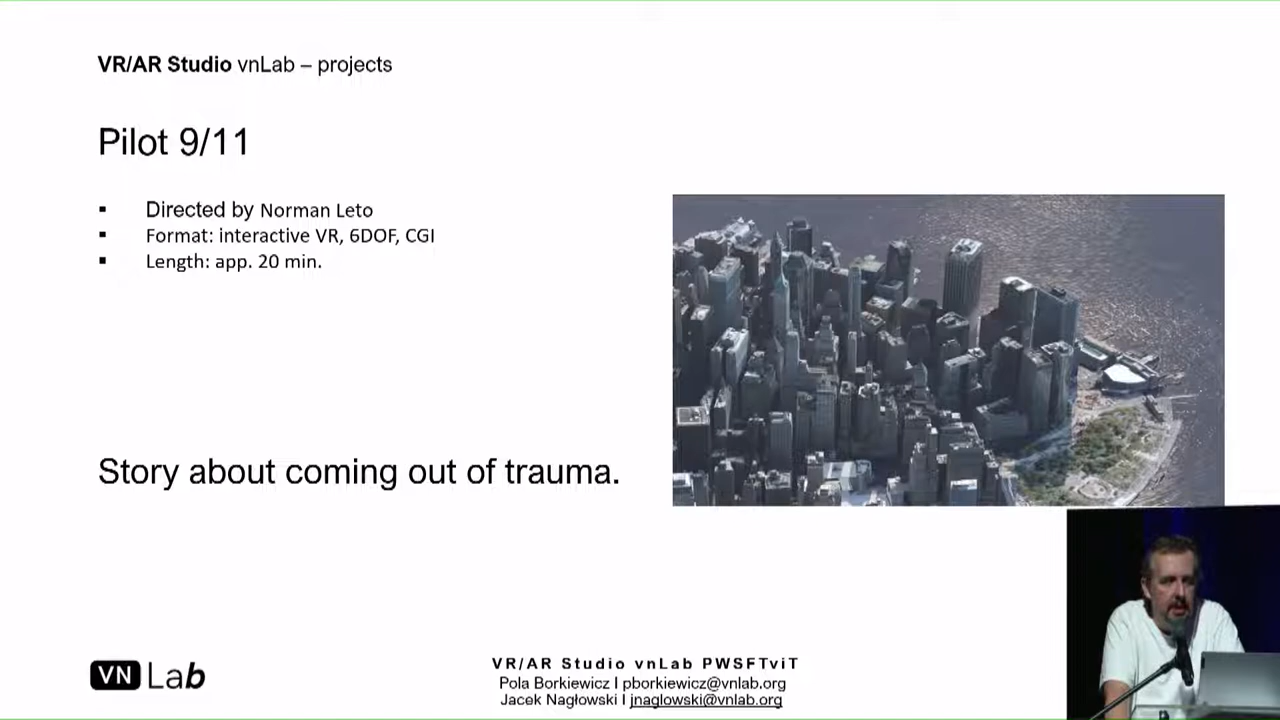 VR/AR Studio vnLab – projects
Pilot 9/11
▪ Directed by Norman Leto
▪ Format: interactive VR, 6DOF, CGI
▪ Length: app. 20 min.
Story about coming out of trauma.
VN Lab
VR/AR Studio vnLab PWSFTviT
Pola Borkiewicz I pborkiewicz@vnlab.org
Jacek Nagłowski I jnaglowski@vnlab.org